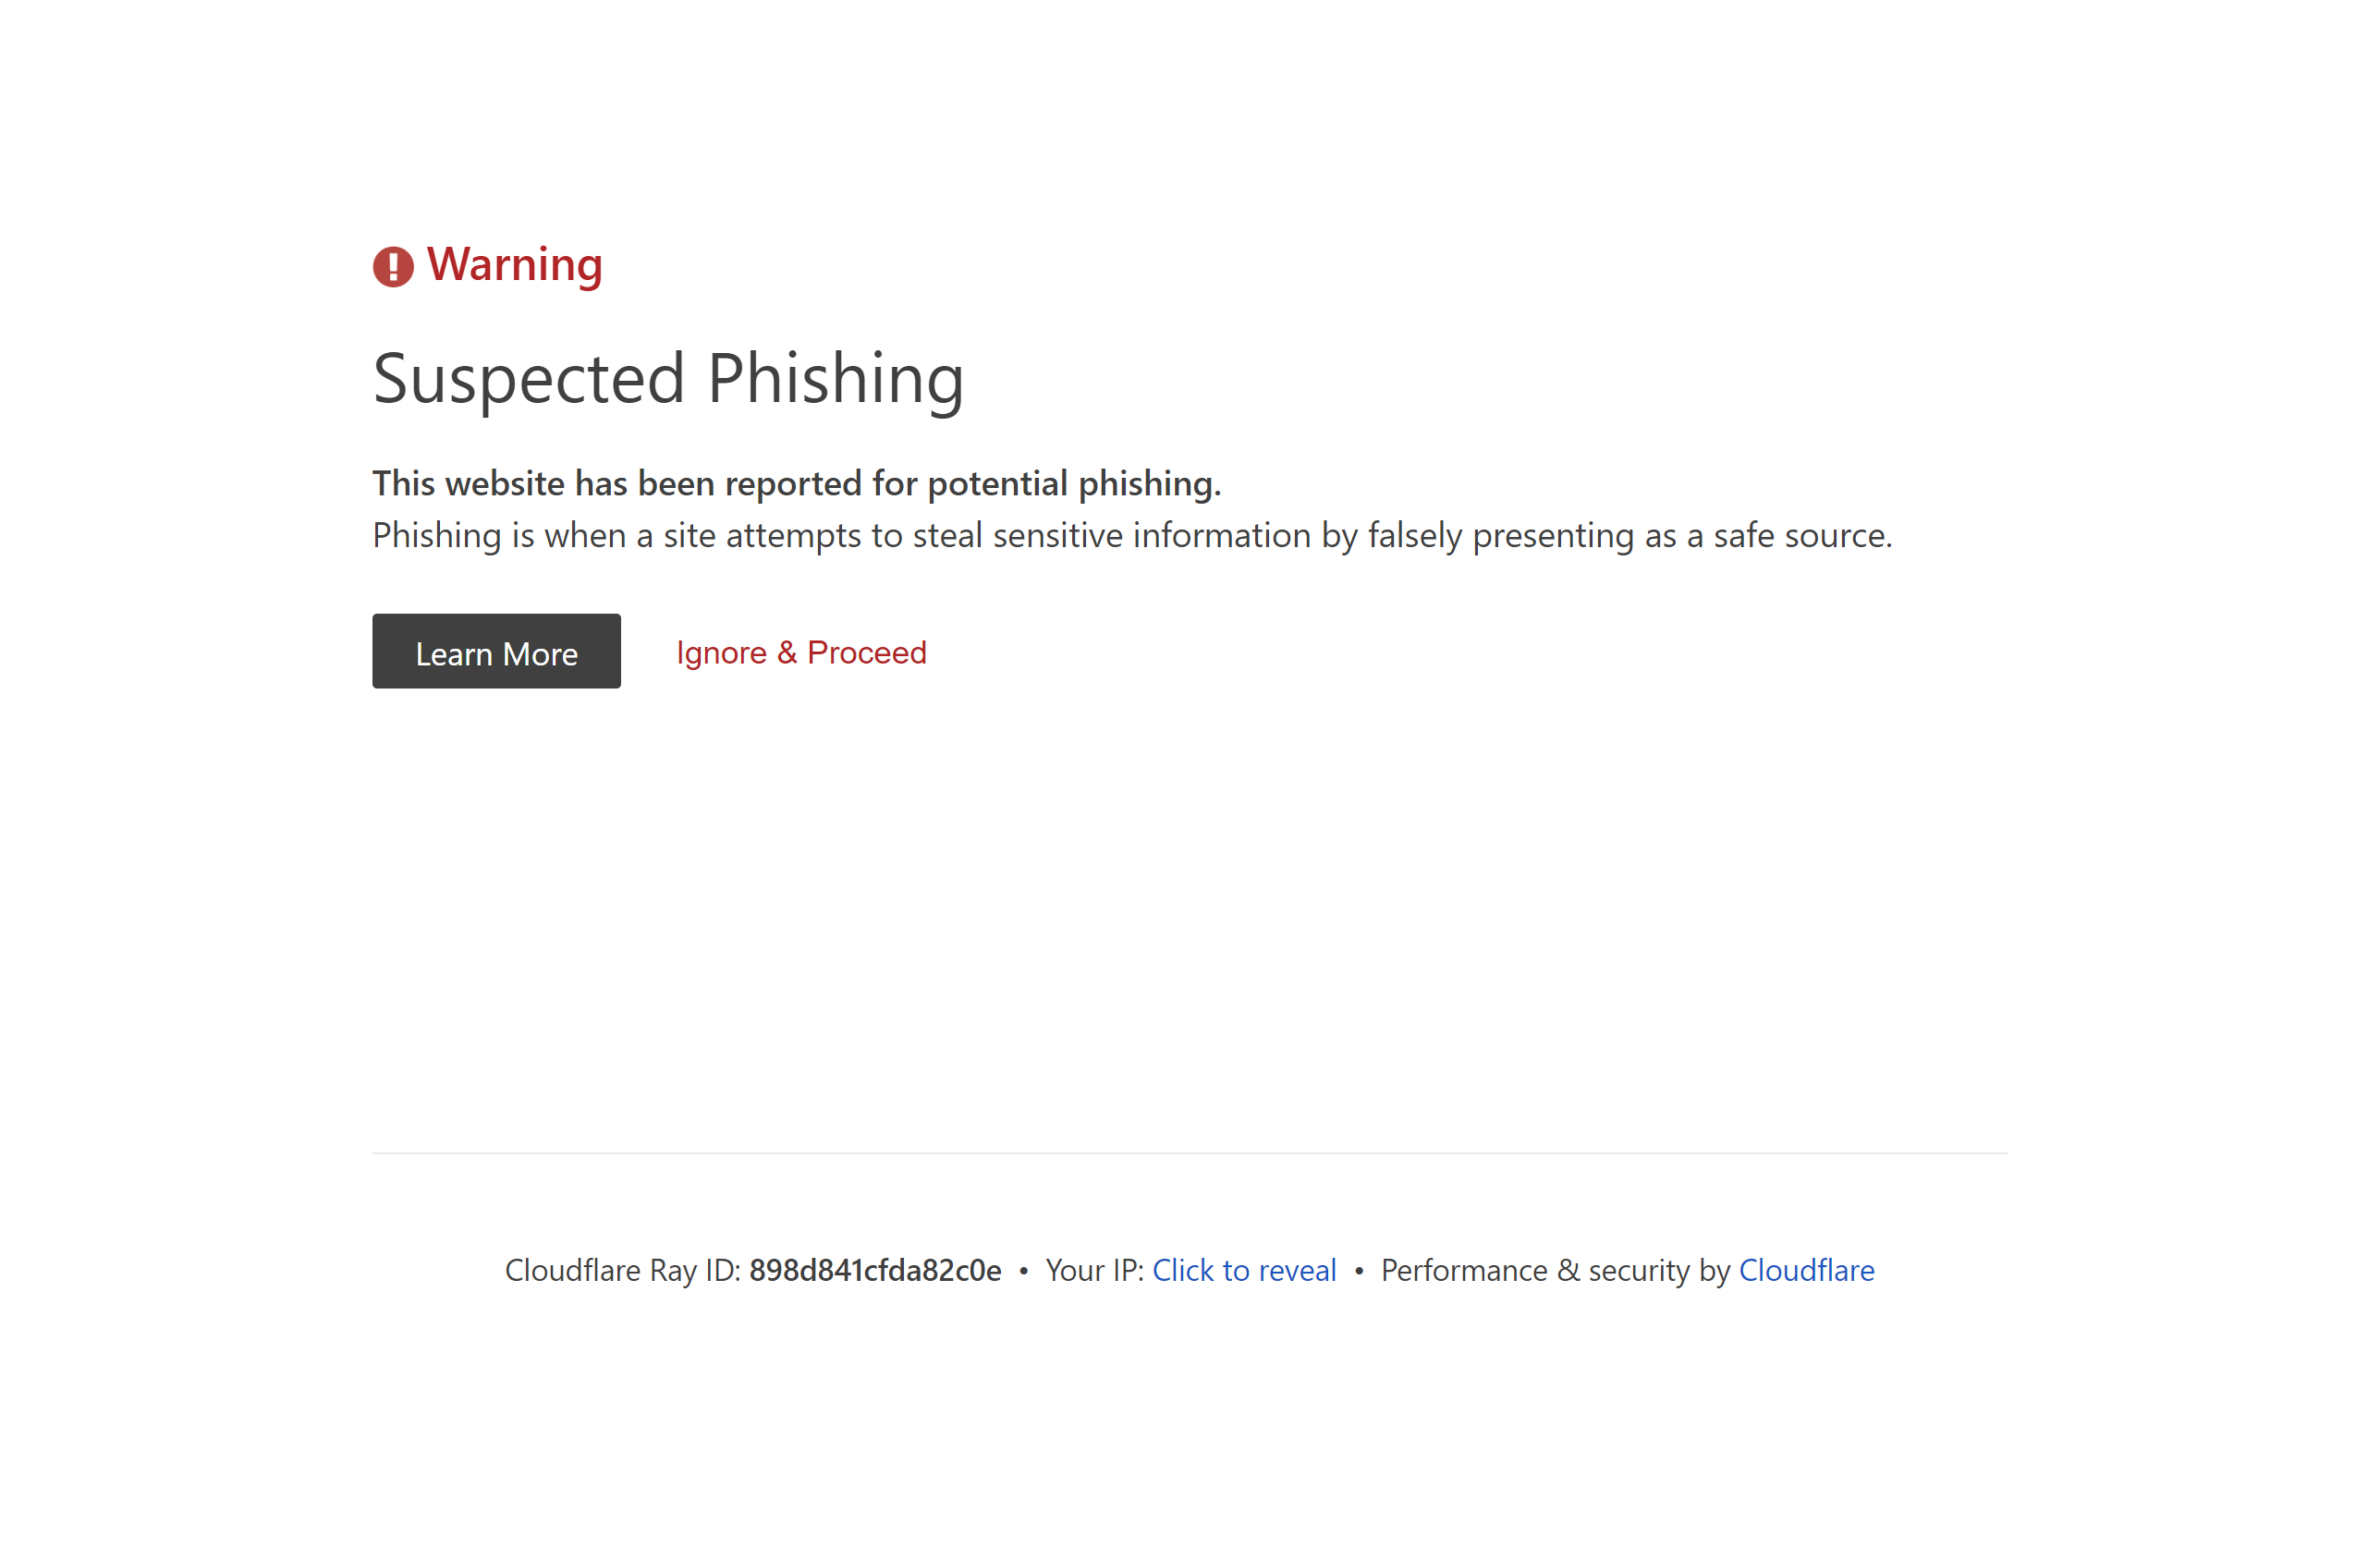 Warning
Suspected Phishing
This website has been reported for potential phishing.
Phishing is when a site attempts to steal sensitive information by falsely presenting as a safe source.
Learn More Ignore & Proceed
Cloudflare Ray ID: 898d841cfda82c0e • Your IP: Click to reveal • Performance & security by Cloudflare